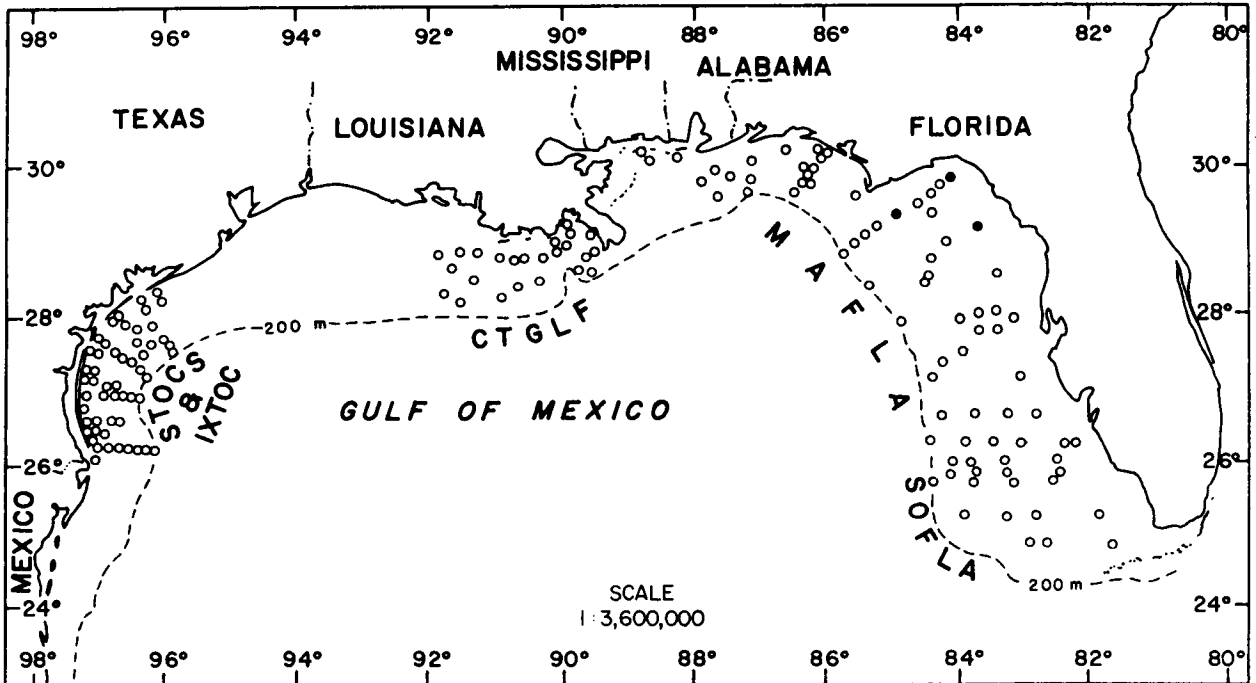 98° 96° 94° 92° 90° 88° 86° 84° 82° 80°
MISSISSIPPI
ALABAMA
TEXAS
LOUISIANA
FLORIDA
30° 30°
MAFLA
28° 28°
200 m
CTGLF
STOCS
&
IXTOC
GULF OF MEXICO
26° 26°
SOFLA
MEXICO
200 m
SCALE
1:3,600,000
24° 24°
98° 96° 94° 92° 90° 88° 86° 84° 82° 80°